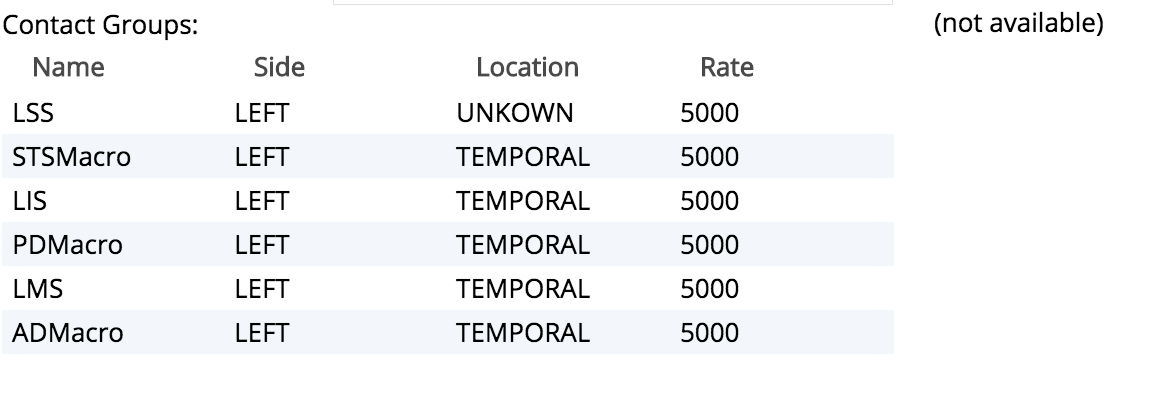 Contact Groups: (not available)
Name Side Location Rate
LSS LEFT UNKOWN 5000
STSMacro LEFT TEMPORAL 5000
LIS LEFT TEMPORAL 5000
PDMacro LEFT TEMPORAL 5000
LMS LEFT TEMPORAL 5000
ADMacro LEFT TEMPORAL 5000